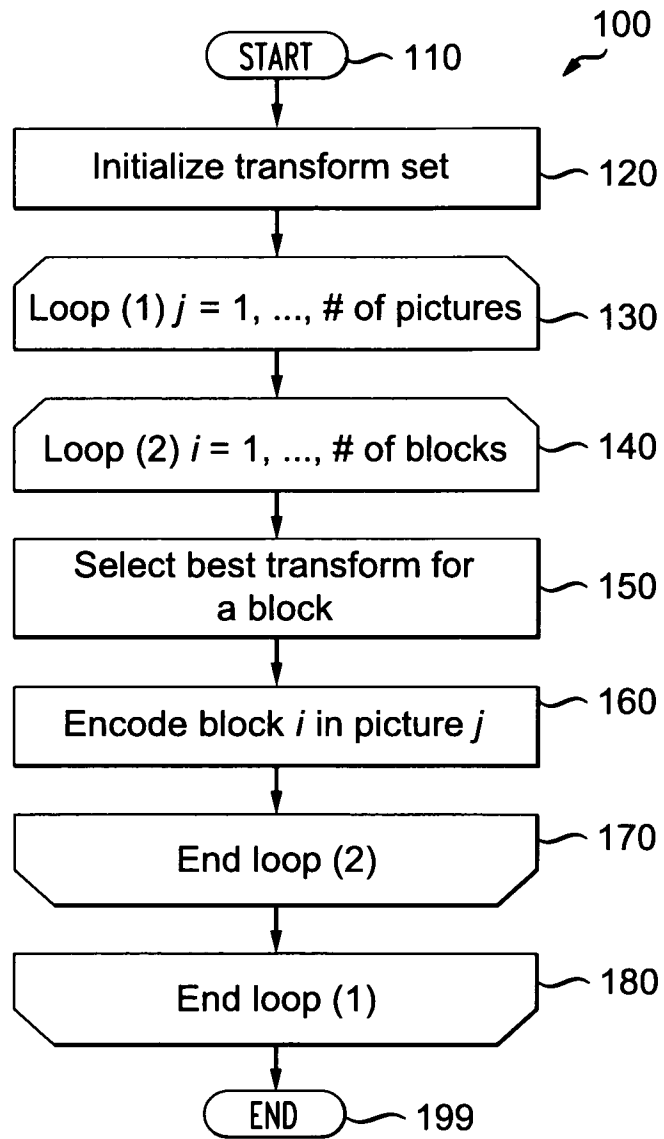 100
START 110
Initialize transform set 120
Loop (1) j = 1, ..., # of pictures 130
Loop (2) i = 1, ..., # of blocks 140
Select best transform for
a block 150
Encode block i in picture j 160
End loop (2) 170
End loop (1) 180
END 199